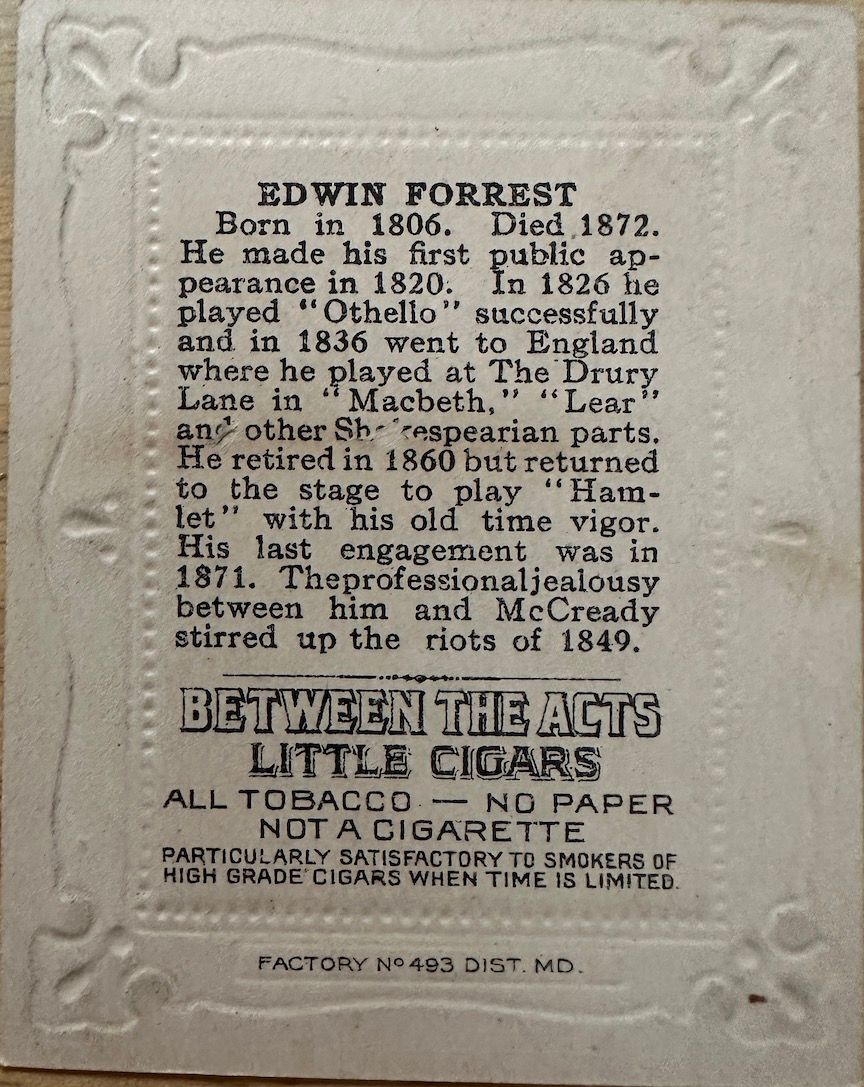 EDWIN FORREST
Born in 1806. Died 1872.
He made his first public ap-
pearance in 1820. In 1826 he
played "Othello" successfully
and in 1836 went to England
where he played at The Drury
Lane in "Macbeth," "Lear"
and other Shakespearian parts.
He retired in 1860 but returned
to the stage to play "Ham-
let" with his old time vigor.
His last engagement was in
1871. Theprofessionaljealousy
between him and McCready
stirred up the riots of 1849.
BETWEEN THE ACTS
LITTLE CIGARS
ALL TOBACCO — NO PAPER
NOT A CIGARETTE
PARTICULARLY SATISFACTORY TO SMOKERS OF
HIGH GRADE CIGARS WHEN TIME IS LIMITED.
FACTORY Nº 493 DIST. MD.